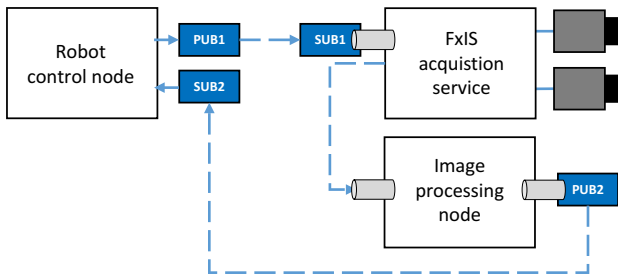 Robot
control node
PUB1
SUB2
SUB1
FxIS
acquistion
service
Image
processing
node
PUB2